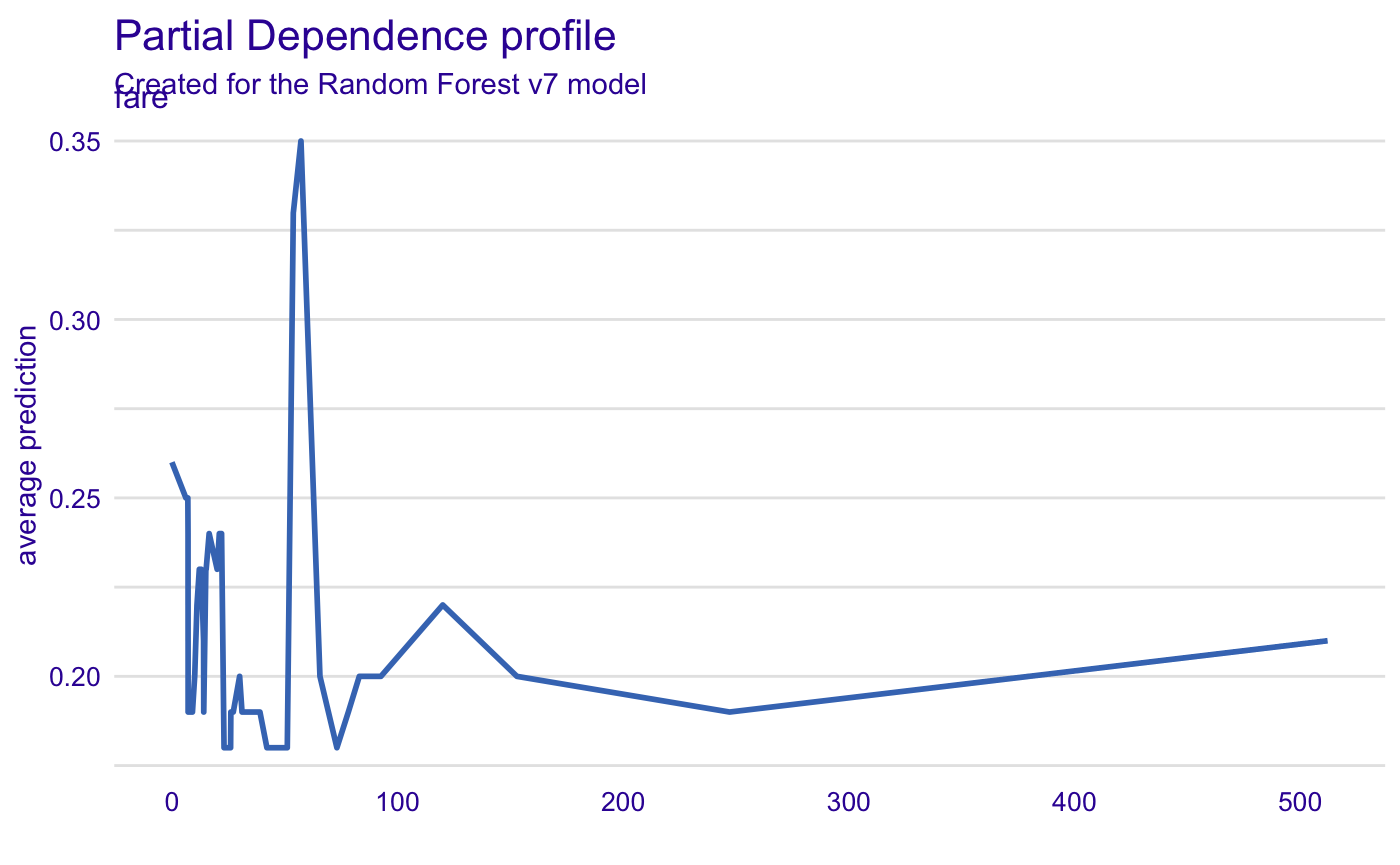 Partial Dependence profile
Created for the Random Forest v7 model
fare
average prediction
0.35
0.30
0.25
0.20
0 100 200 300 400 500